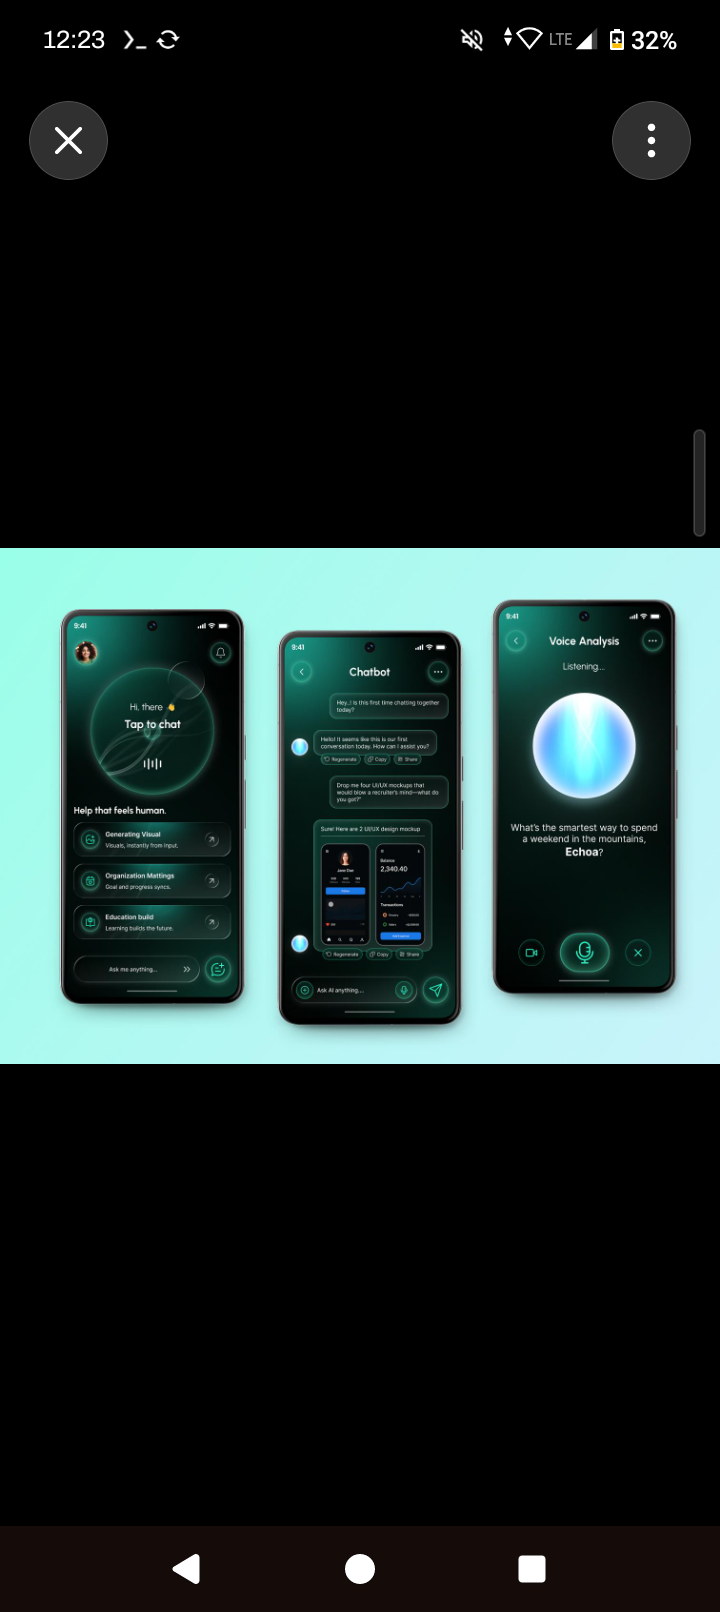 12:23
LTE
32%
9:41
Hi, there 👋
Tap to chat
Help that feels human.
Generating Visual
Visuals, instantly from input.
Organization Mattings
Goal and progress syncs.
Education build
Learning builds the future.
Ask me anything...
9:41
Chatbot
Hey..! Is this first time chatting together
today?
Hello! It seems like this is our first
conversation today. How can I assist you?
Regenerate
Copy
Share
Drop me four UI/UX mockups that
would blow a recruiter's mind—what do
you got?"
Sure! Here are 2 UI/UX design mockup
Jane Doe
Balance
2,340.40
Transactions
Regenerate
Copy
Share
Ask AI anything....
9:41
Voice Analysis
Listening...
What's the smartest way to spend
a weekend in the mountains,
Echoa?